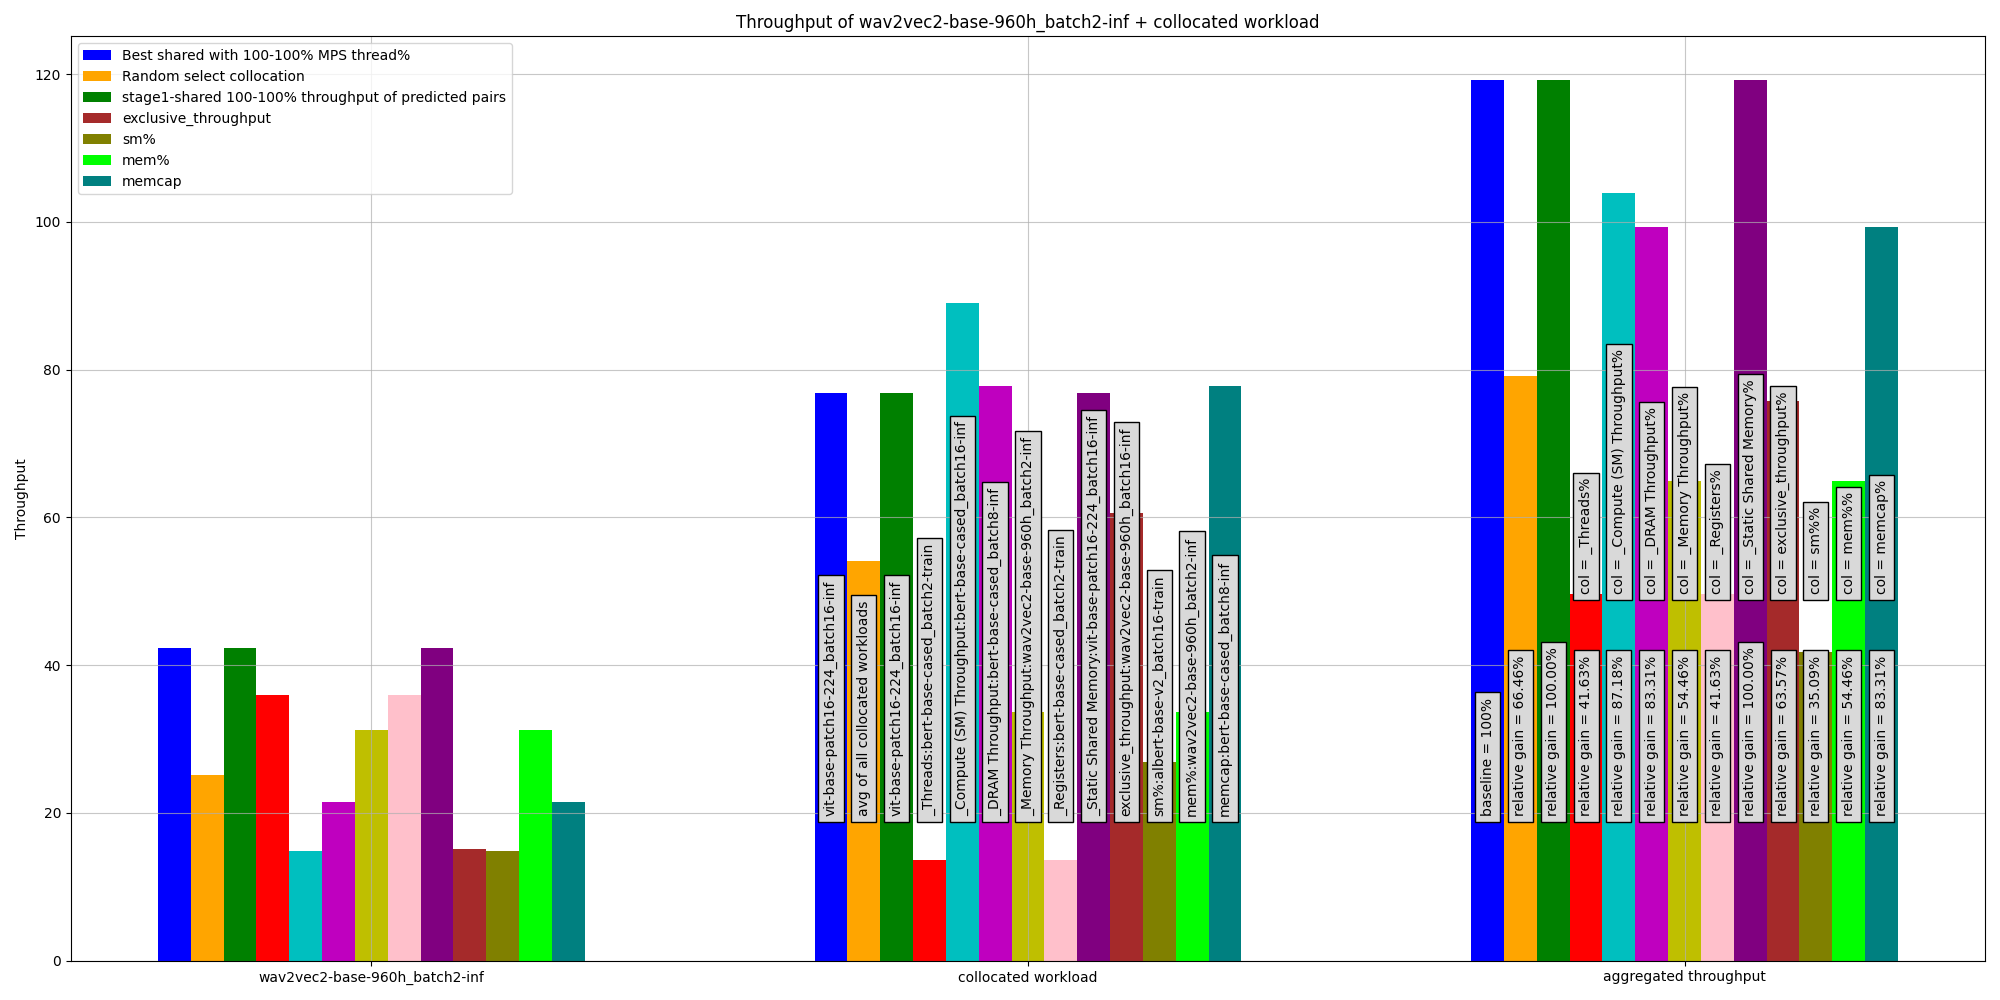 Throughput of wav2vec2-base-960h_batch2-inf + collocated workload
Best shared with 100-100% MPS thread%
Random select collocation
stage1-shared 100-100% throughput of predicted pairs
exclusive_throughput
sm%
mem%
memcap
Throughput
120
100
80
60
40
20
0
vit-base-patch16-224_batch16-inf
avg of all collocated workloads
vit-base-patch16-224_batch16-inf
_Threads:bert-base-cased_batch2-train
_Compute (SM) Throughput:bert-base-cased_batch16-inf
_DRAM Throughput:bert-base-cased_batch8-inf
_Memory Throughput:wav2vec2-base-960h_batch2-inf
_Registers:bert-base-cased_batch2-train
_Static Shared Memory:vit-base-patch16-224_batch16-inf
exclusive_throughput:wav2vec2-base-960h_batch16-inf
sm%:albert-base-v2_batch16-train
mem%:wav2vec2-base-960h_batch2-inf
memcap:bert-base-cased_batch8-inf
col = _Threads%
col = _Compute (SM) Throughput%
col = _DRAM Throughput%
col = _Memory Throughput%
col = _Registers%
col = _Static Shared Memory%
col = exclusive_throughput%
col = sm%%
col = mem%%
col = memcap%
baseline = 100%
relative gain = 66.46%
relative gain = 100.00%
relative gain = 41.63%
relative gain = 87.18%
relative gain = 83.31%
relative gain = 54.46%
relative gain = 41.63%
relative gain = 100.00%
relative gain = 63.57%
relative gain = 35.09%
relative gain = 54.46%
relative gain = 83.31%
wav2vec2-base-960h_batch2-inf
collocated workload
aggregated throughput